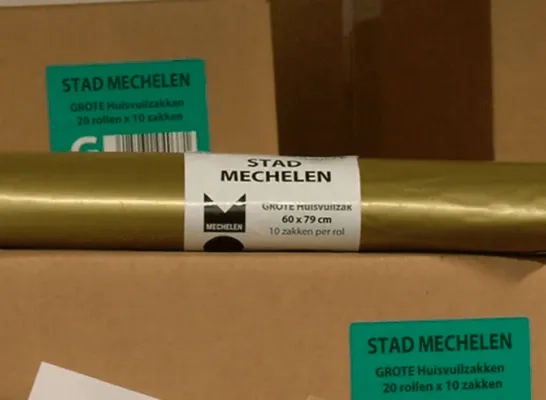 STAD MECHELEN
GROTE Huisvuilzakken
20 rollen x 10 zakken
G
STAD
MECHELEN
GROTE Huisvuilzak
60 x 79 cm
10 zakken per rol
MECHELEN
STAD MECHELEN
GROTE Huisvuilzakken
20 rollen x 10 zakken